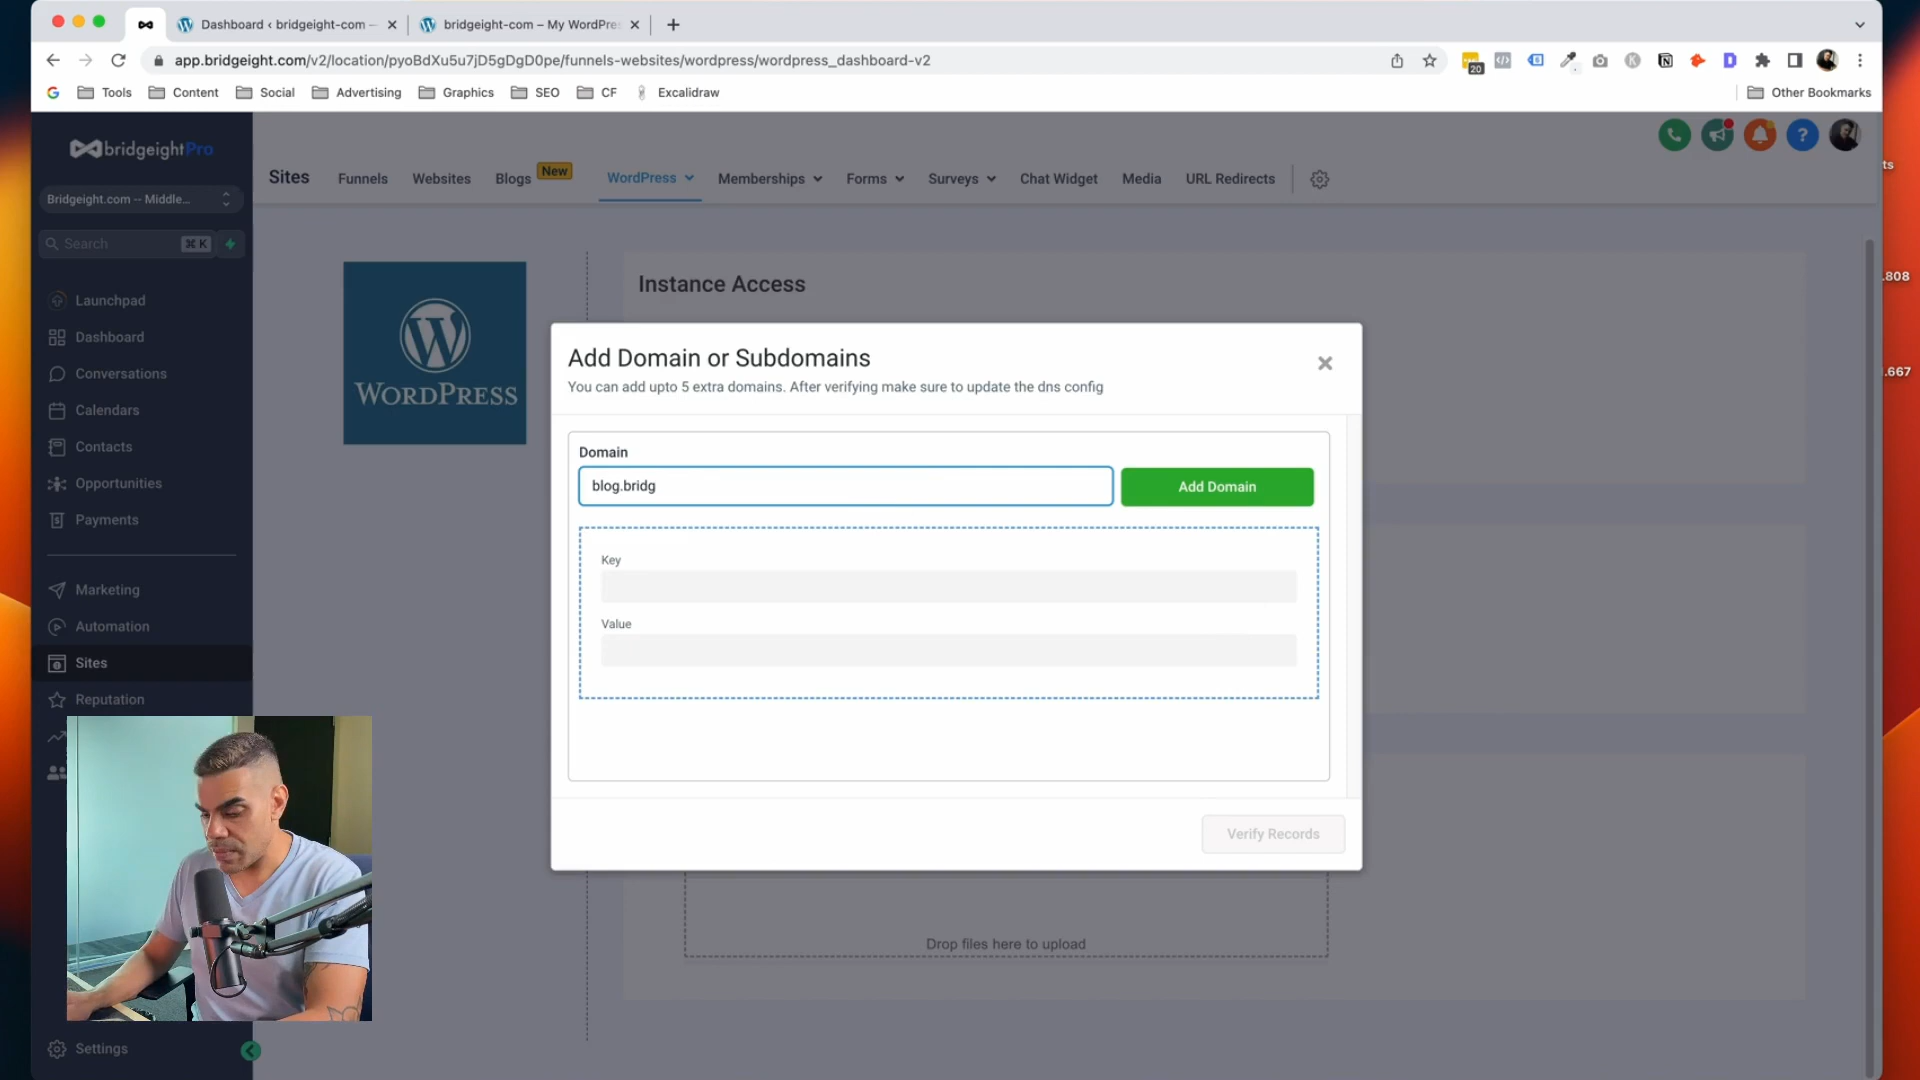 Dashboard ‹ bridgeight-com —
bridgeight-com – My WordPre
app.bridgeight.com/v2/location/pyoBdXu5u7jD5gDgD0pe/funnels-websites/wordpress/wordpress_dashboard-v2
20
Tools
Content
Social
Advertising
Graphics
SEO
CF
Excalidraw
Other Bookmarks
bridgeightPro
Bridgeight.com -- Middle...
Search
⌘ K
Launchpad
Dashboard
Conversations
Calendars
Contacts
Opportunities
Payments
Marketing
Automation
Sites
Reputation
Settings
Sites
Funnels
Websites
Blogs
New
WordPress
Memberships
Forms
Surveys
Chat Widget
Media
URL Redirects
WORDPRESS
Instance Access
Add Domain or Subdomains
You can add upto 5 extra domains. After verifying make sure to update the dns config
Domain
blog.bridg
Add Domain
Key
Value
Verify Records
Drop files here to upload
ts
.808
.667